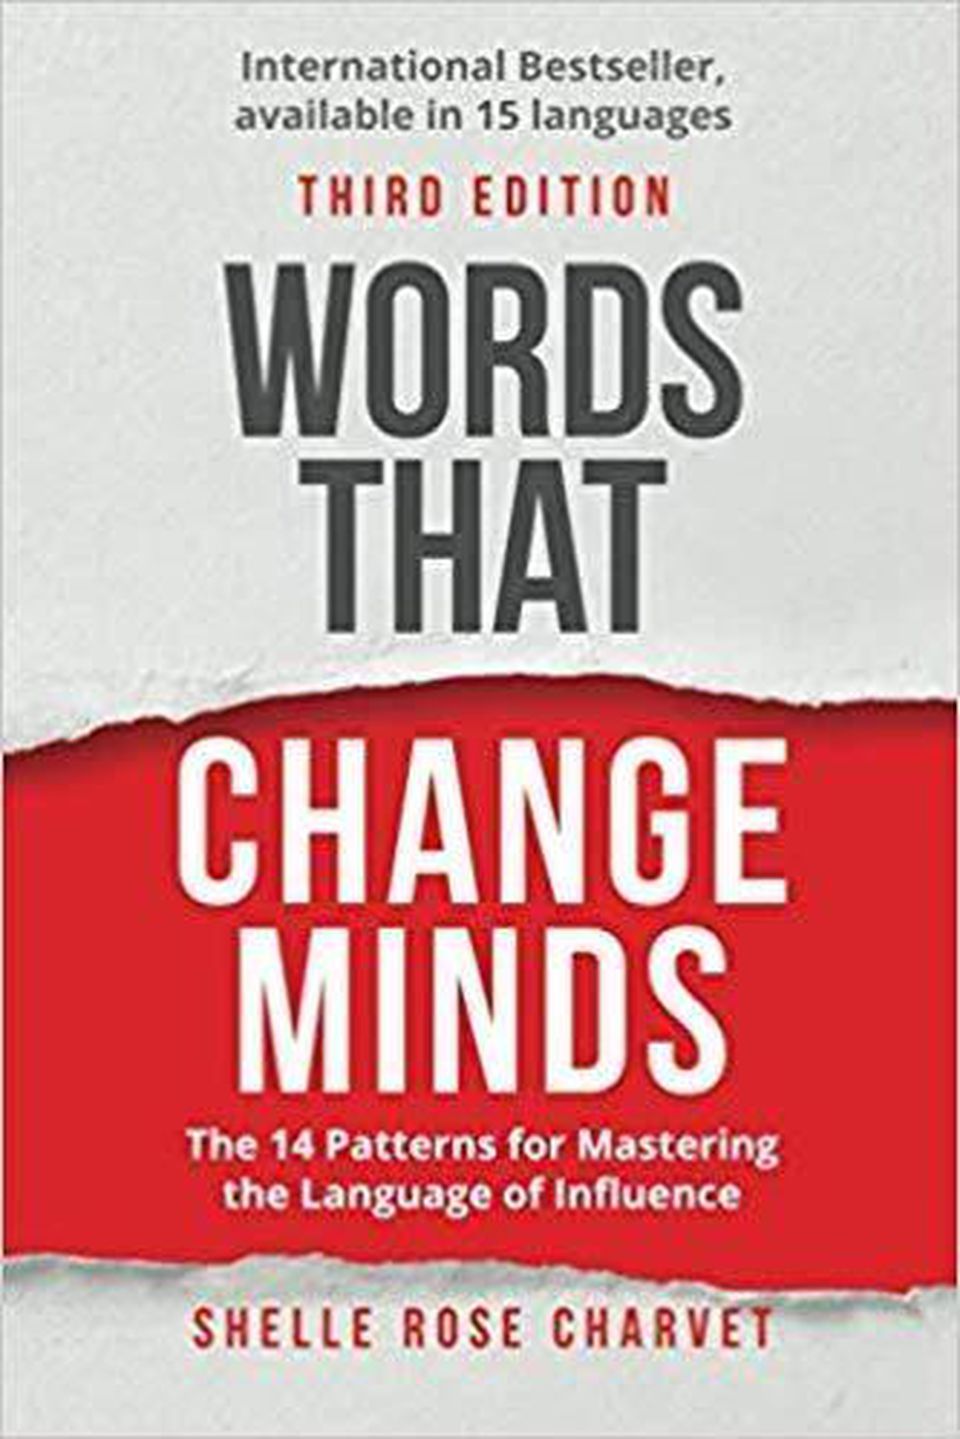 International Bestseller,
available in 15 languages
THIRD EDITION
WORDS
THAT
CHANGE
MINDS
The 14 Patterns for Mastering
the Language of Influence
SHELLE ROSE CHARVET